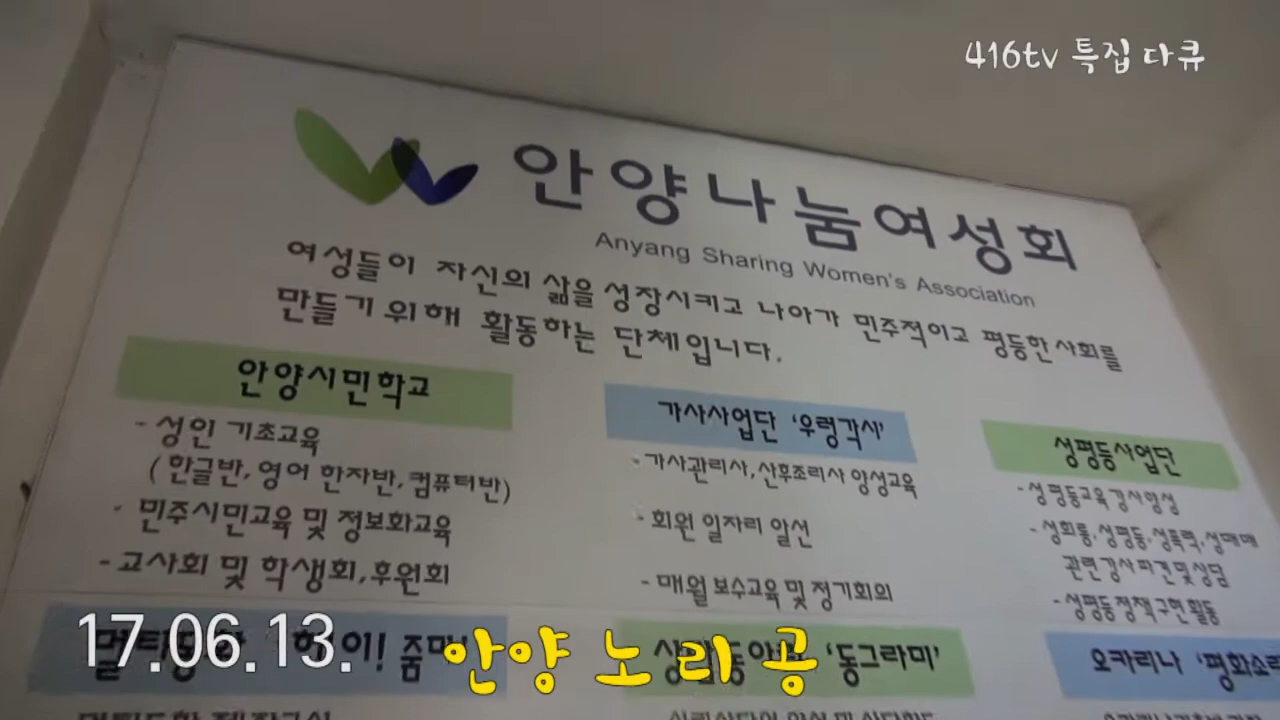 416tv 특집 다큐
안양나눔여성회
Anyang Sharing Women's Association
여성들이 자신의 삶을 성장시키고 나아가 민주적이고 평등한 사회를
만들기 위해 활동하는 단체입니다.
안양시민학교
- 성인 기초교육
(한글반, 영어 한자반, 컴퓨터반)
- 민주시민교육 및 정보화교육
- 교사회 및 학생회, 후원회
가사사업단 '우렁각시'
- 가사관리사, 산후조리사 양성교육
- 회원 일자리 알선
- 매월 보수교육 및 정기회의
성평등사업단
- 성평등교육 강사양성
- 성희롱, 성평등, 성폭력, 성매매
관련 강사 파견 및 상담
- 성평등 정책 구현 활동
이! 줌마
'동그라미'
오카리나 '평화소리
17.06.13.
안양 노리공